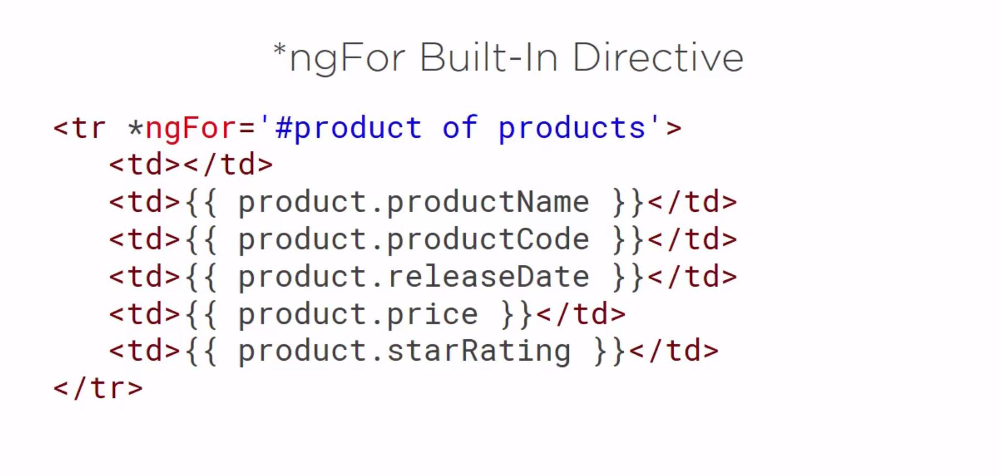 *ngFor Built-In Directive
<tr *ngFor='#product of products'>
<td></td>
<td>{{ product.productName }}</td>
<td>{{ product.productCode }}</td>
<td>{{ product.releaseDate }}</td>
<td>{{ product.price }}</td>
<td>{{ product.starRating }}</td>
</tr>